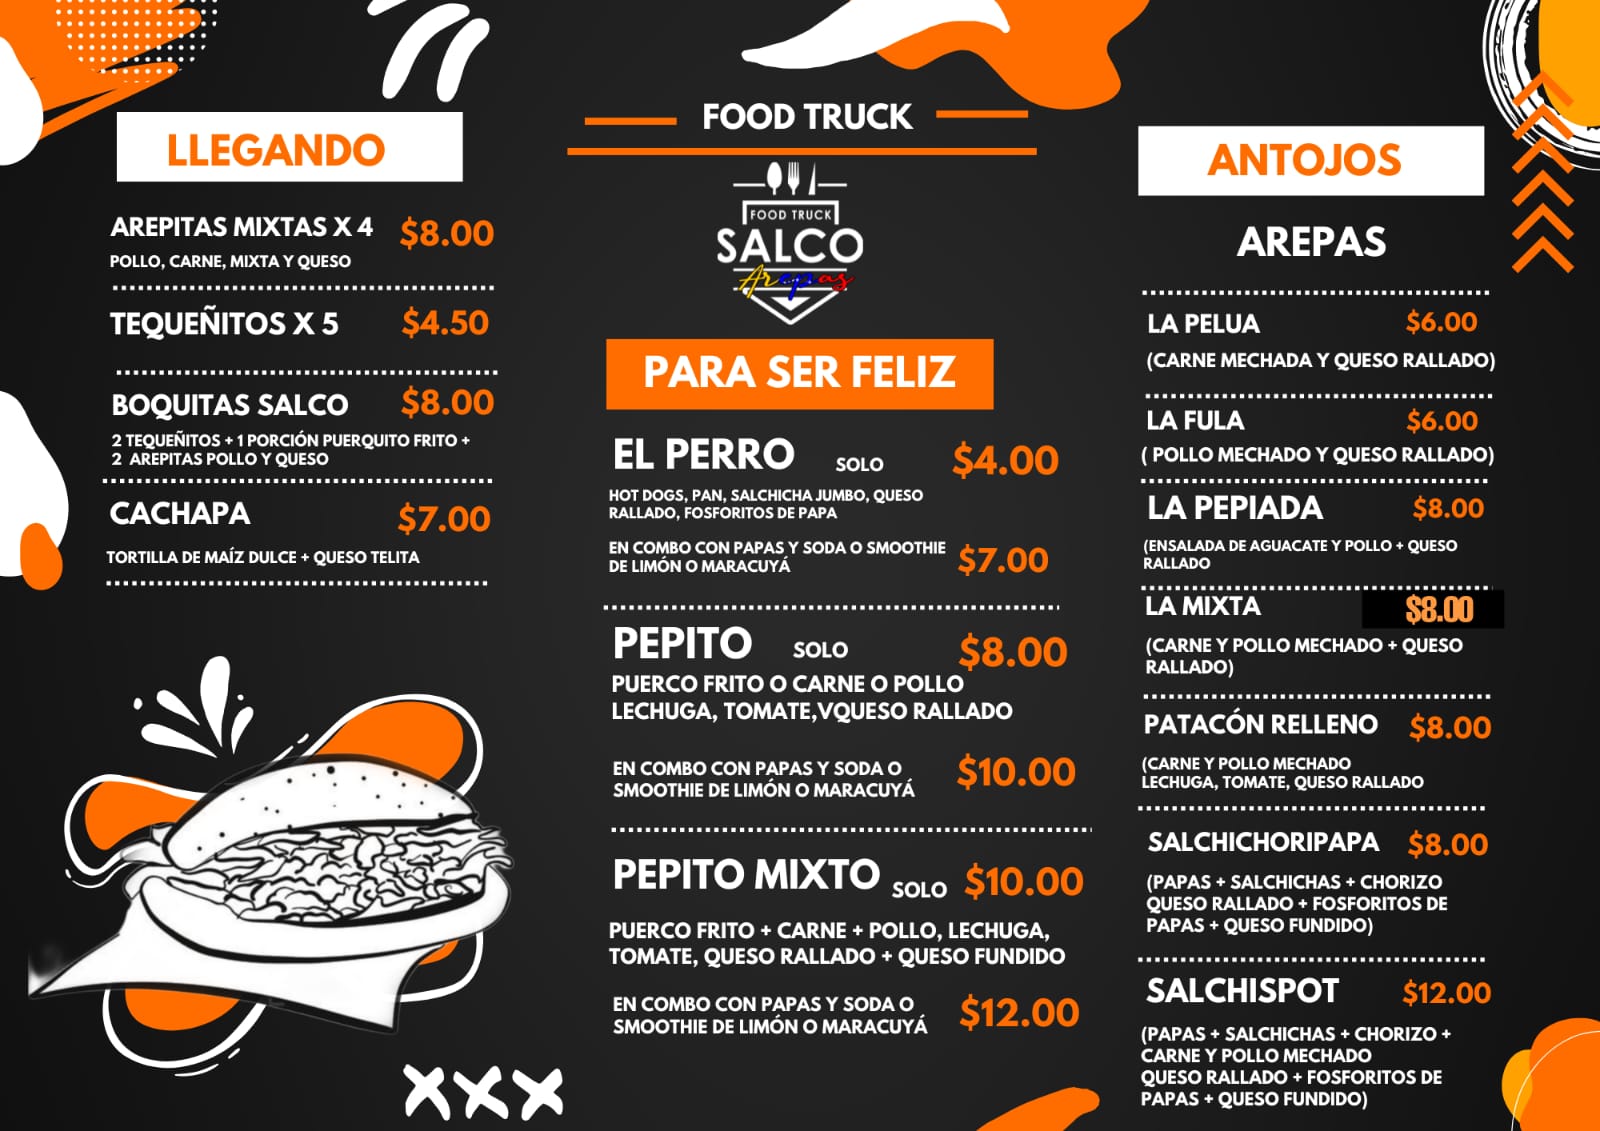 LLEGANDO
AREPITAS MIXTAS X 4 $8.00
POLLO, CARNE, MIXTA Y QUESO
TEQUEÑITOS X 5 $4.50
BOQUITAS SALCO $8.00
2 TEQUEÑITOS + 1 PORCIÓN PUERQUITO FRITO +
2 AREPITAS POLLO Y QUESO
CACHAPA $7.00
TORTILLA DE MAÍZ DULCE + QUESO TELITA
FOOD TRUCK
FOOD TRUCK
SALCO
Arepas
PARA SER FELIZ
EL PERRO SOLO $4.00
HOT DOGS, PAN, SALCHICHA JUMBO, QUESO
RALLADO, FOSFORITOS DE PAPA
EN COMBO CON PAPAS Y SODA O SMOOTHIE
DE LIMÓN O MARACUYÁ $7.00
PEPITO SOLO $8.00
PUERCO FRITO O CARNE O POLLO
LECHUGA, TOMATE,VQUESO RALLADO
EN COMBO CON PAPAS Y SODA O
SMOOTHIE DE LIMÓN O MARACUYÁ $10.00
PEPITO MIXTO SOLO $10.00
PUERCO FRITO + CARNE + POLLO, LECHUGA,
TOMATE, QUESO RALLADO + QUESO FUNDIDO
EN COMBO CON PAPAS Y SODA O
SMOOTHIE DE LIMÓN O MARACUYÁ $12.00
ANTOJOS
AREPAS
LA PELUA $6.00
(CARNE MECHADA Y QUESO RALLADO)
LA FULA $6.00
( POLLO MECHADO Y QUESO RALLADO)
LA PEPIADA $8.00
(ENSALADA DE AGUACATE Y POLLO + QUESO
RALLADO
LA MIXTA $8.00
(CARNE Y POLLO MECHADO + QUESO
RALLADO)
PATACÓN RELLENO $8.00
(CARNE Y POLLO MECHADO
LECHUGA, TOMATE, QUESO RALLADO
SALCHICHORIPAPA $8.00
(PAPAS + SALCHICHAS + CHORIZO
QUESO RALLADO + FOSFORITOS DE
PAPAS + QUESO FUNDIDO)
SALCHISPOT $12.00
(PAPAS + SALCHICHAS + CHORIZO +
CARNE Y POLLO MECHADO
QUESO RALLADO + FOSFORITOS DE
PAPAS + QUESO FUNDIDO)